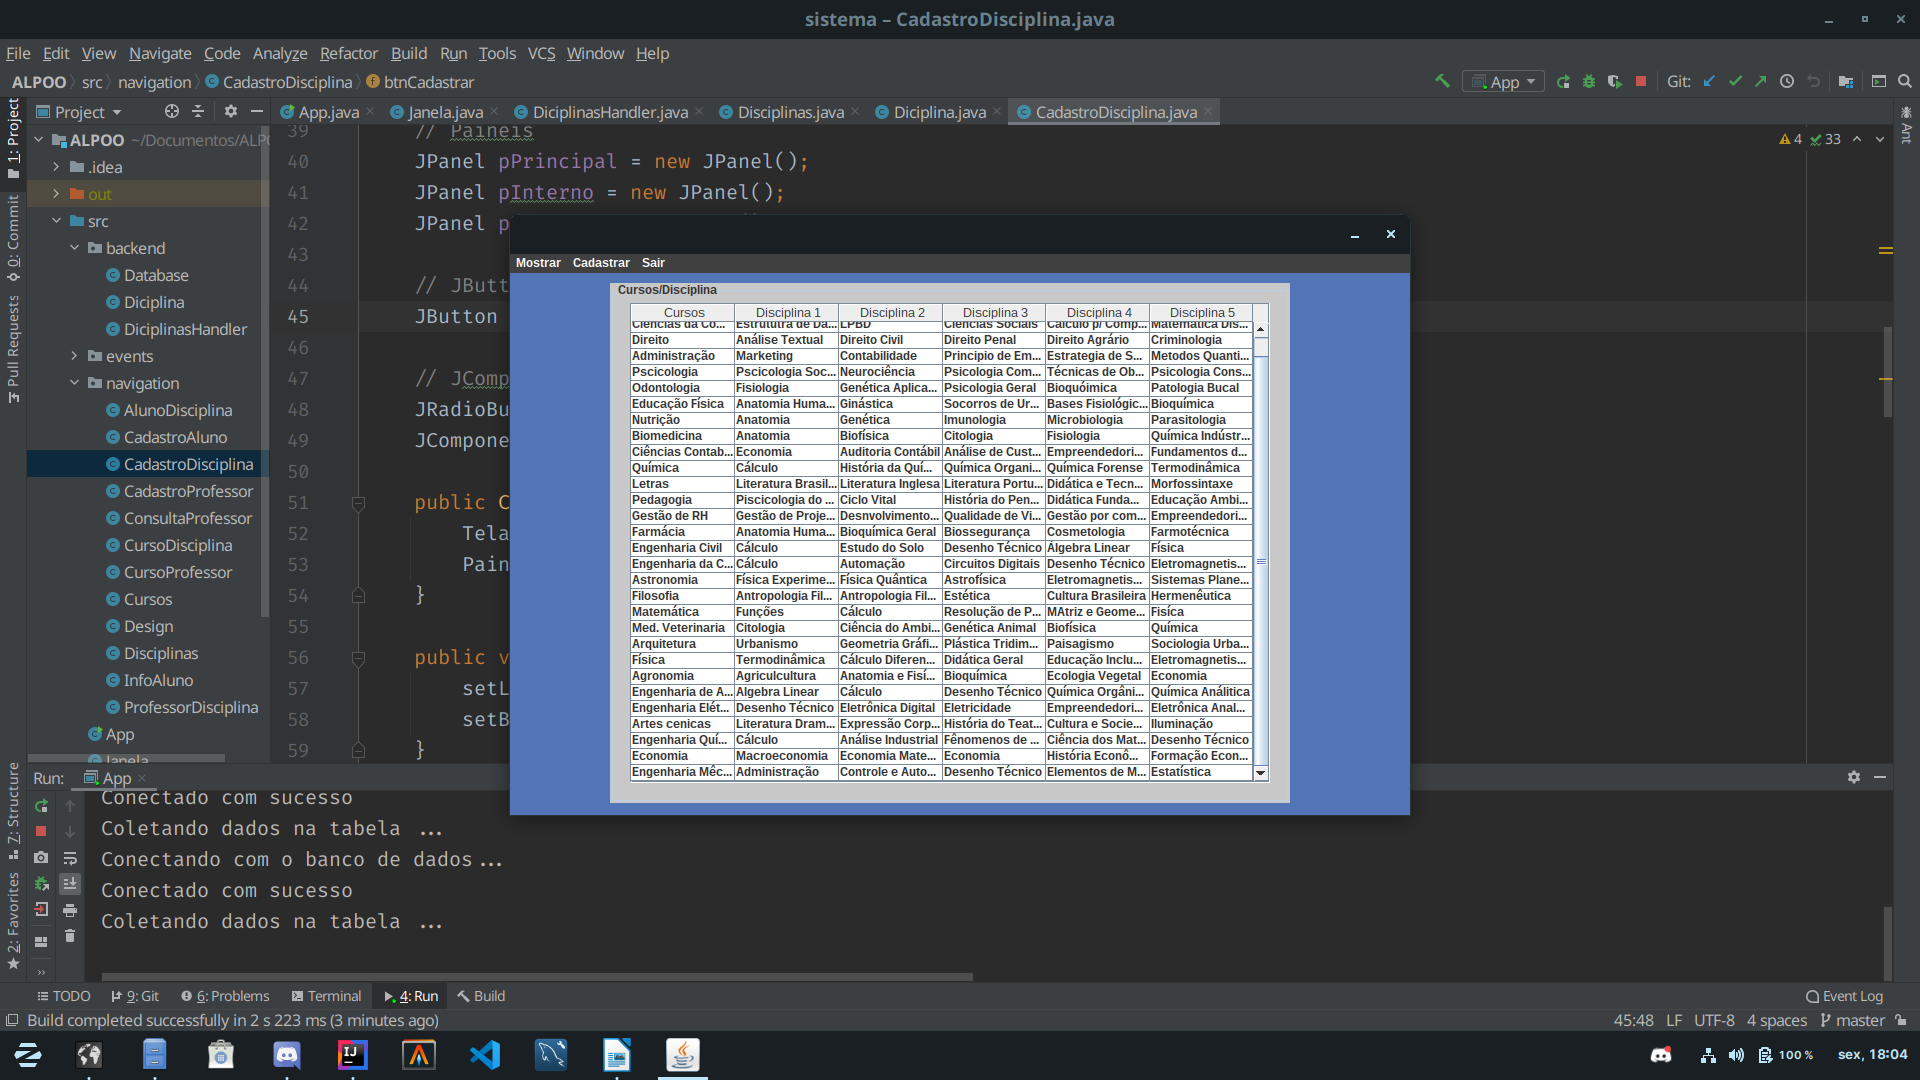 sistema – CadastroDisciplina.java
File Edit View Navigate Code Analyze Refactor Build Run Tools VCS Window Help
ALPOO src navigation CadastroDisciplina btnCadastrar
App Git:
Project
App.java Janela.java DiciplinasHandler.java Disciplinas.java Diciplina.java CadastroDisciplina.java
1: Project
0: Commit
Pull Requests
7: Structure
2: Favorites
Ant
ALPOO ~/Documentos/ALPO
.idea
out
src
backend
Database
Diciplina
DiciplinasHandler
events
navigation
AlunoDisciplina
CadastroAluno
CadastroDisciplina
CadastroProfessor
ConsultaProfessor
CursoDisciplina
CursoProfessor
Cursos
Design
Disciplinas
InfoAluno
ProfessorDisciplina
App
Janela
4 33
39 // Paineis
40 JPanel pPrincipal = new JPanel();
41 JPanel pInterno = new JPanel();
42 JPanel p
43
44 // JButt
45 JButton
46
47 // JComp
48 JRadioBu
49 JCompone
50
51 public C
52 Tela
53 Pain
54 }
55
56 public v
57 setL
58 setB
59 }
Mostrar Cadastrar Sair
Cursos/Disciplina
Cursos Disciplina 1 Disciplina 2 Disciplina 3 Disciplina 4 Disciplina 5
Ciências da Co... Estrututra de Da... LPBD Ciências Sociais Cálculo p/ Comp... Matemática Dis...
Direito Análise Textual Direito Civil Direito Penal Direito Agrário Criminologia
Administração Marketing Contabilidade Principio de Em... Estrategia de S... Metodos Quanti...
Pscicologia Pscicologia Soc... Neurociência Psicologia Com... Técnicas de Ob... Psicologia Cons...
Odontologia Fisiologia Genética Aplica... Psicologia Geral Bioquóimica Patologia Bucal
Educação Física Anatomia Huma... Ginástica Socorros de Ur... Bases Fisiológic... Bioquímica
Nutrição Anatomia Genética Imunologia Microbiologia Parasitologia
Biomedicina Anatomia Biofísica Citologia Fisiologia Química Indústr...
Ciências Contab... Economia Auditoria Contábil Análise de Cust... Empreendedori... Fundamentos d...
Química Cálculo História da Quí... Química Organi... Química Forense Termodinâmica
Letras Literatura Brasil... Literatura Inglesa Literatura Portu... Didática e Tecn... Morfossintaxe
Pedagogia Piscicologia do ... Ciclo Vital História do Pen... Didática Funda... Educação Ambi...
Gestão de RH Gestão de Proje... Desnvolvimento... Qualidade de Vi... Gestão por com... Empreendedori...
Farmácia Anatomia Huma... Bioquímica Geral Biossegurança Cosmetologia Farmotécnica
Engenharia Civil Cálculo Estudo do Solo Desenho Técnico Álgebra Linear Física
Engenharia da C... Cálculo Automação Circuitos Digitais Desenho Técnico Eletromagnetis...
Astronomia Física Experime... Física Quântica Astrofísica Eletromagnetis... Sistemas Plane...
Filosofia Antropologia Fil... Antropologia Fil... Estética Cultura Brasileira Hermenêutica
Matemática Funções Cálculo Resolução de P... MAtriz e Geome... Fisíca
Med. Veterinaria Citologia Ciência do Ambi... Genética Animal Biofísica Química
Arquitetura Urbanismo Geometria Gráfi... Plástica Tridim... Paisagismo Sociologia Urba...
Física Termodinâmica Cálculo Diferen... Didática Geral Educação Inclu... Eletromagnetis...
Agronomia Agriculcultura Anatomia e Fisí... Bioquímica Ecologia Vegetal Economia
Engenharia de A... Algebra Linear Cálculo Desenho Técnico Química Orgâni... Química Análitica
Engenharia Elét... Desenho Técnico Eletrônica Digital Eletricidade Empreendedori... Eletrônica Anal...
Artes cenicas Literatura Dram... Expressão Corp... História do Teat... Cultura e Socie... Iluminação
Engenharia Quí... Cálculo Análise Industrial Fênomenos de ... Ciência dos Mat... Desenho Técnico
Economia Macroeconomia Economia Mate... Economia História Econô... Formação Econ...
Engenharia Mêc... Administração Controle e Auto... Desenho Técnico Elementos de M... Estatística
Run: App
Conectado com sucesso
Coletando dados na tabela ...
Conectando com o banco de dados...
Conectado com sucesso
Coletando dados na tabela ...
TODO 9: Git 6: Problems Terminal 4: Run Build Event Log
Build completed successfully in 2 s 223 ms (3 minutes ago) 45:48 LF UTF-8 4 spaces master
IJ 100 % sex, 18:04